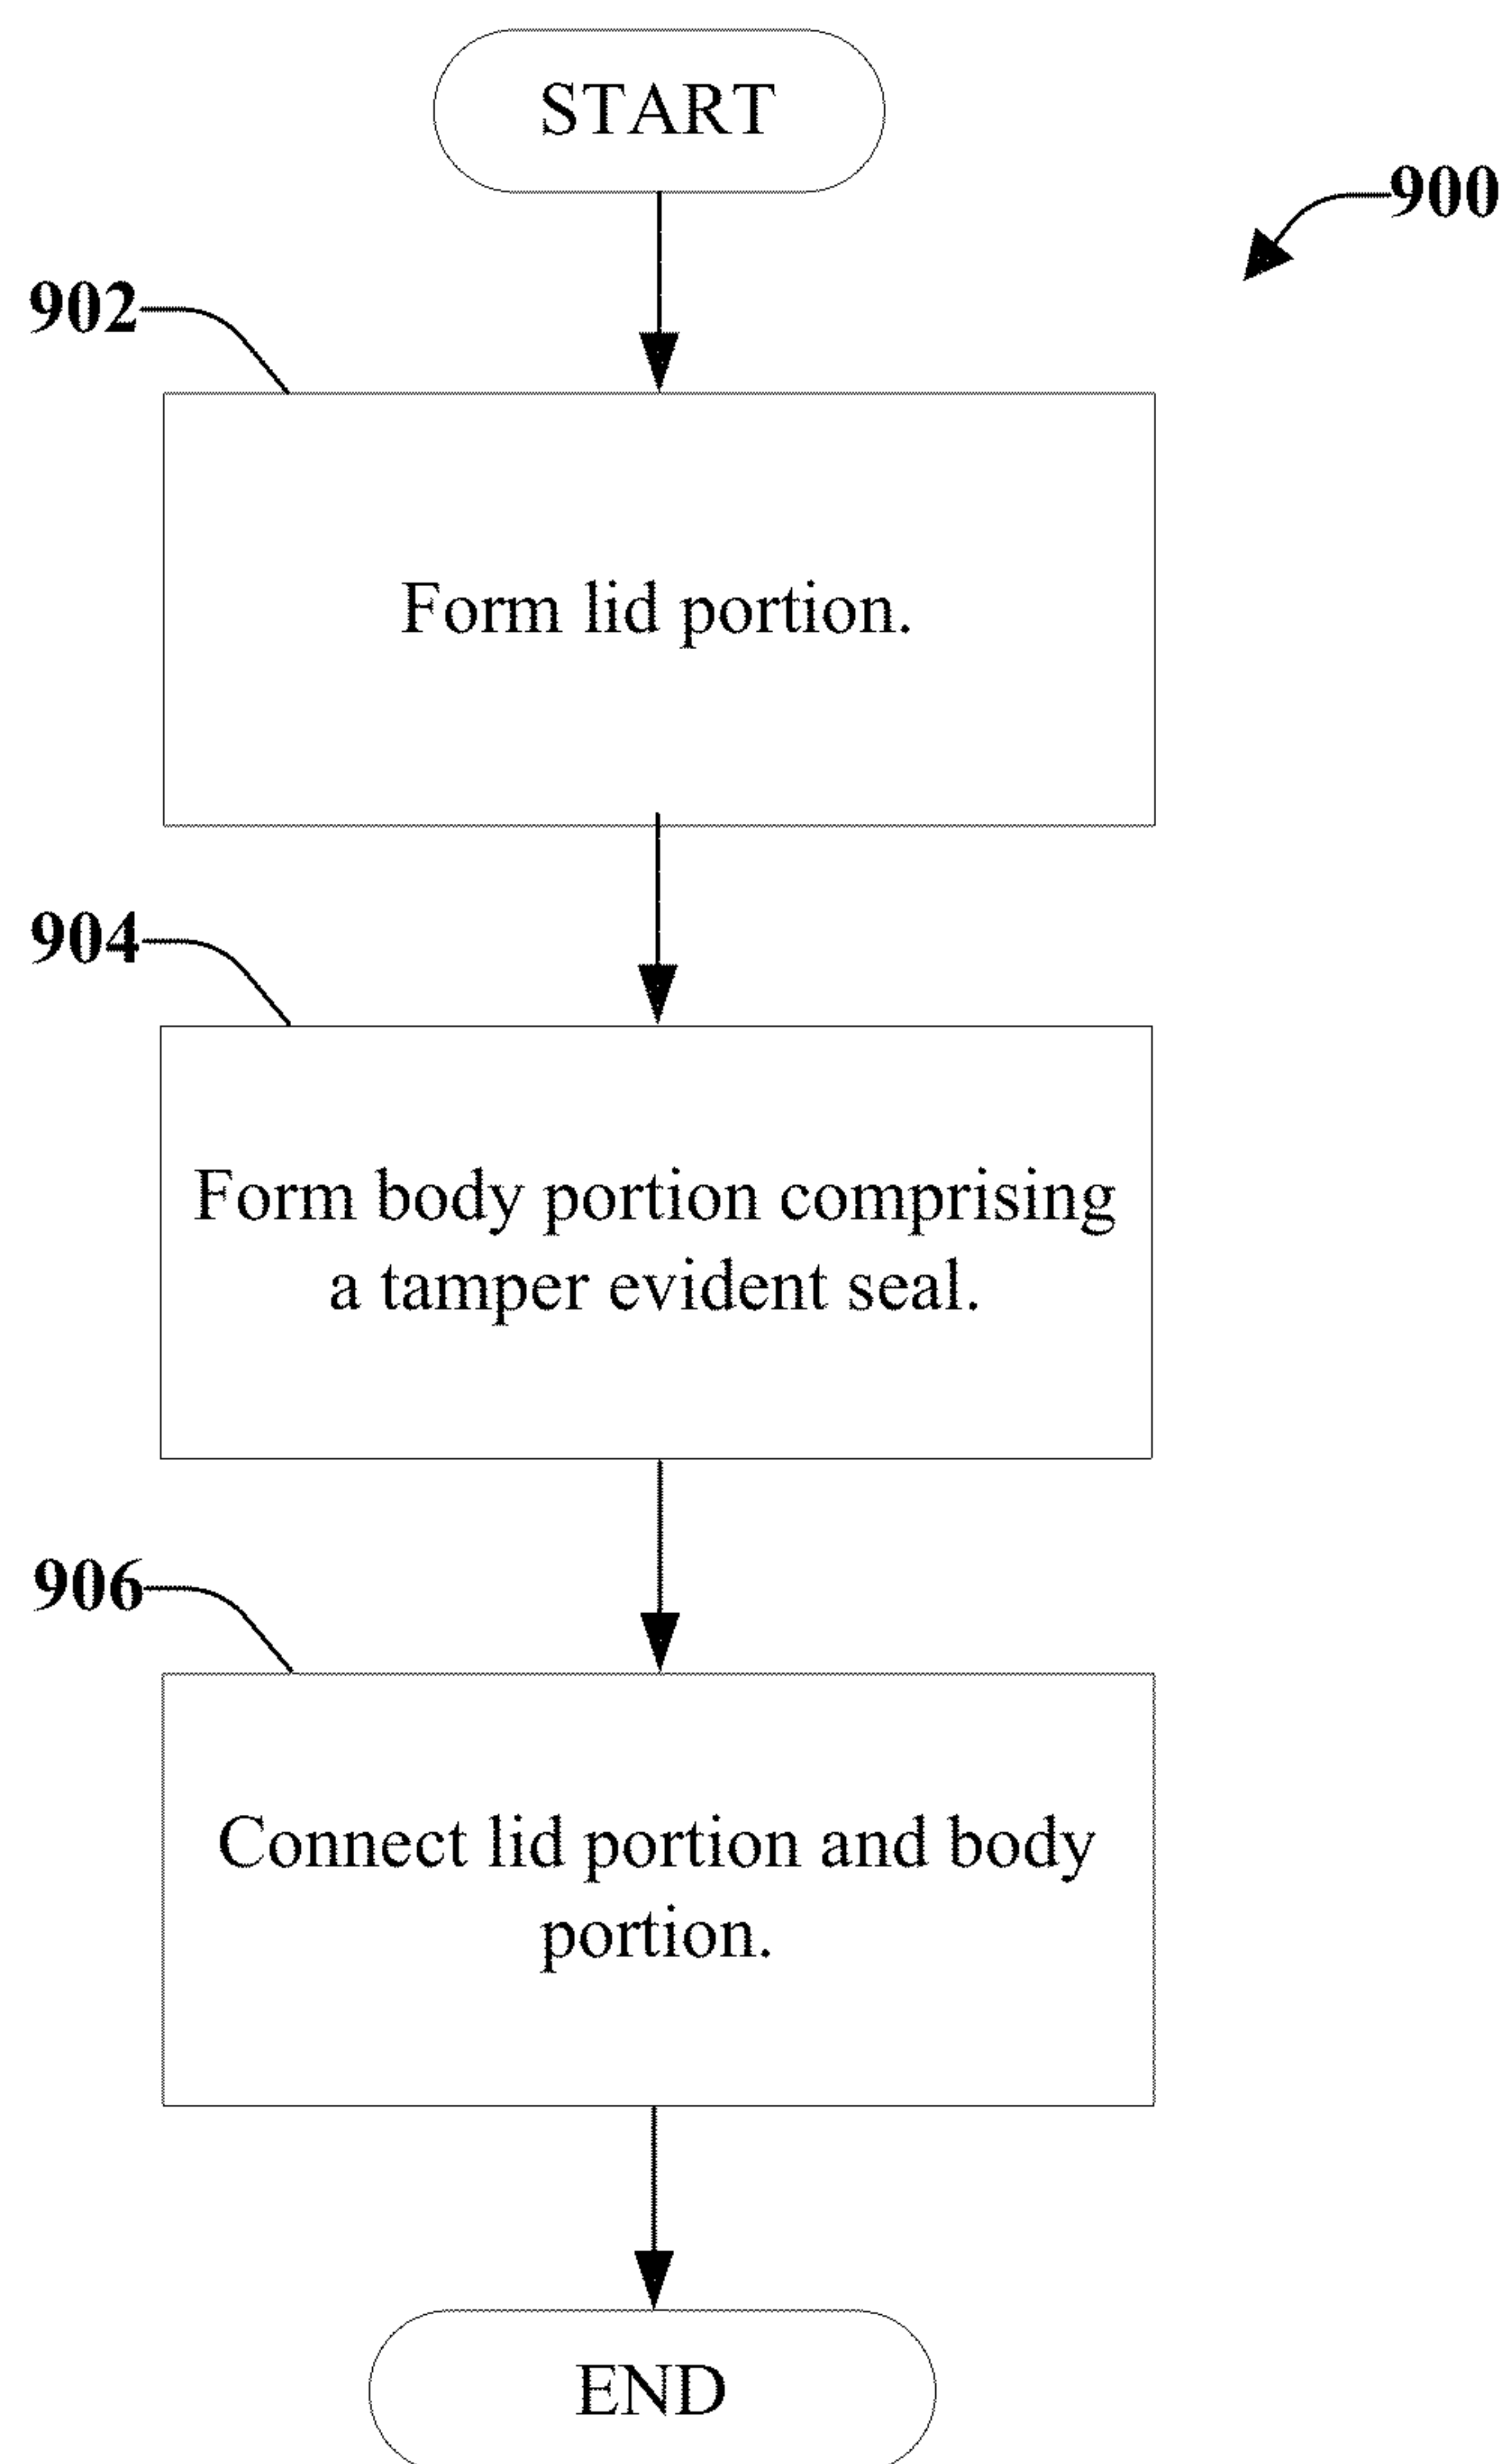 START
900
902
Form lid portion.
904
Form body portion comprising
a tamper evident seal.
906
Connect lid portion and body
portion.
END